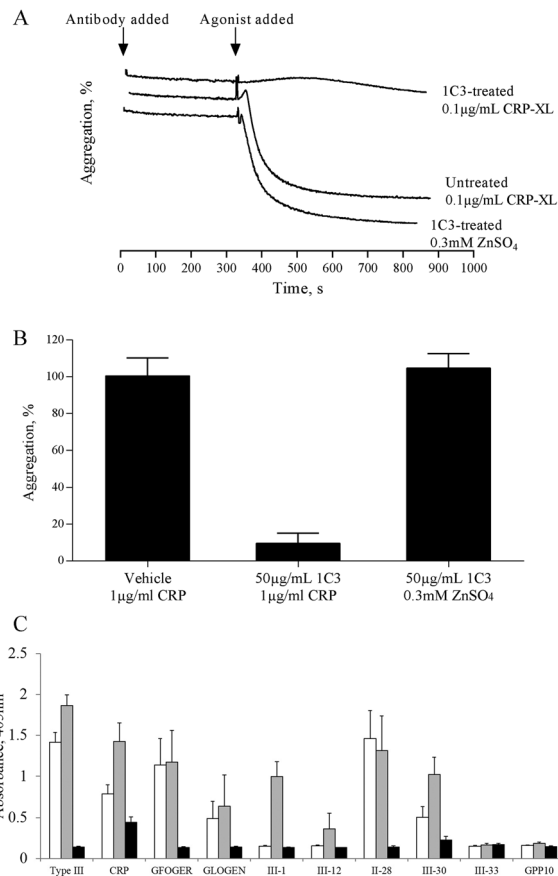 A
Antibody added
Agonist added
Aggregation, %
1C3-treated
0.1µg/mL CRP-XL
Untreated
0.1µg/mL CRP-XL
1C3-treated
0.3mM ZnSO4
0 100 200 300 400 500 600 700 800 900 1000
Time, s
B
Aggregation, %
120
100
80
60
40
20
0
Vehicle
1µg/ml CRP
50µg/mL 1C3
1µg/ml CRP
50µg/mL 1C3
0.3mM ZnSO4
C
Absorbance, 405nm
2.5
2
1.5
1
0.5
0
Type III CRP GFOGER GLOGEN III-1 III-12 II-28 III-30 III-33 GPP10